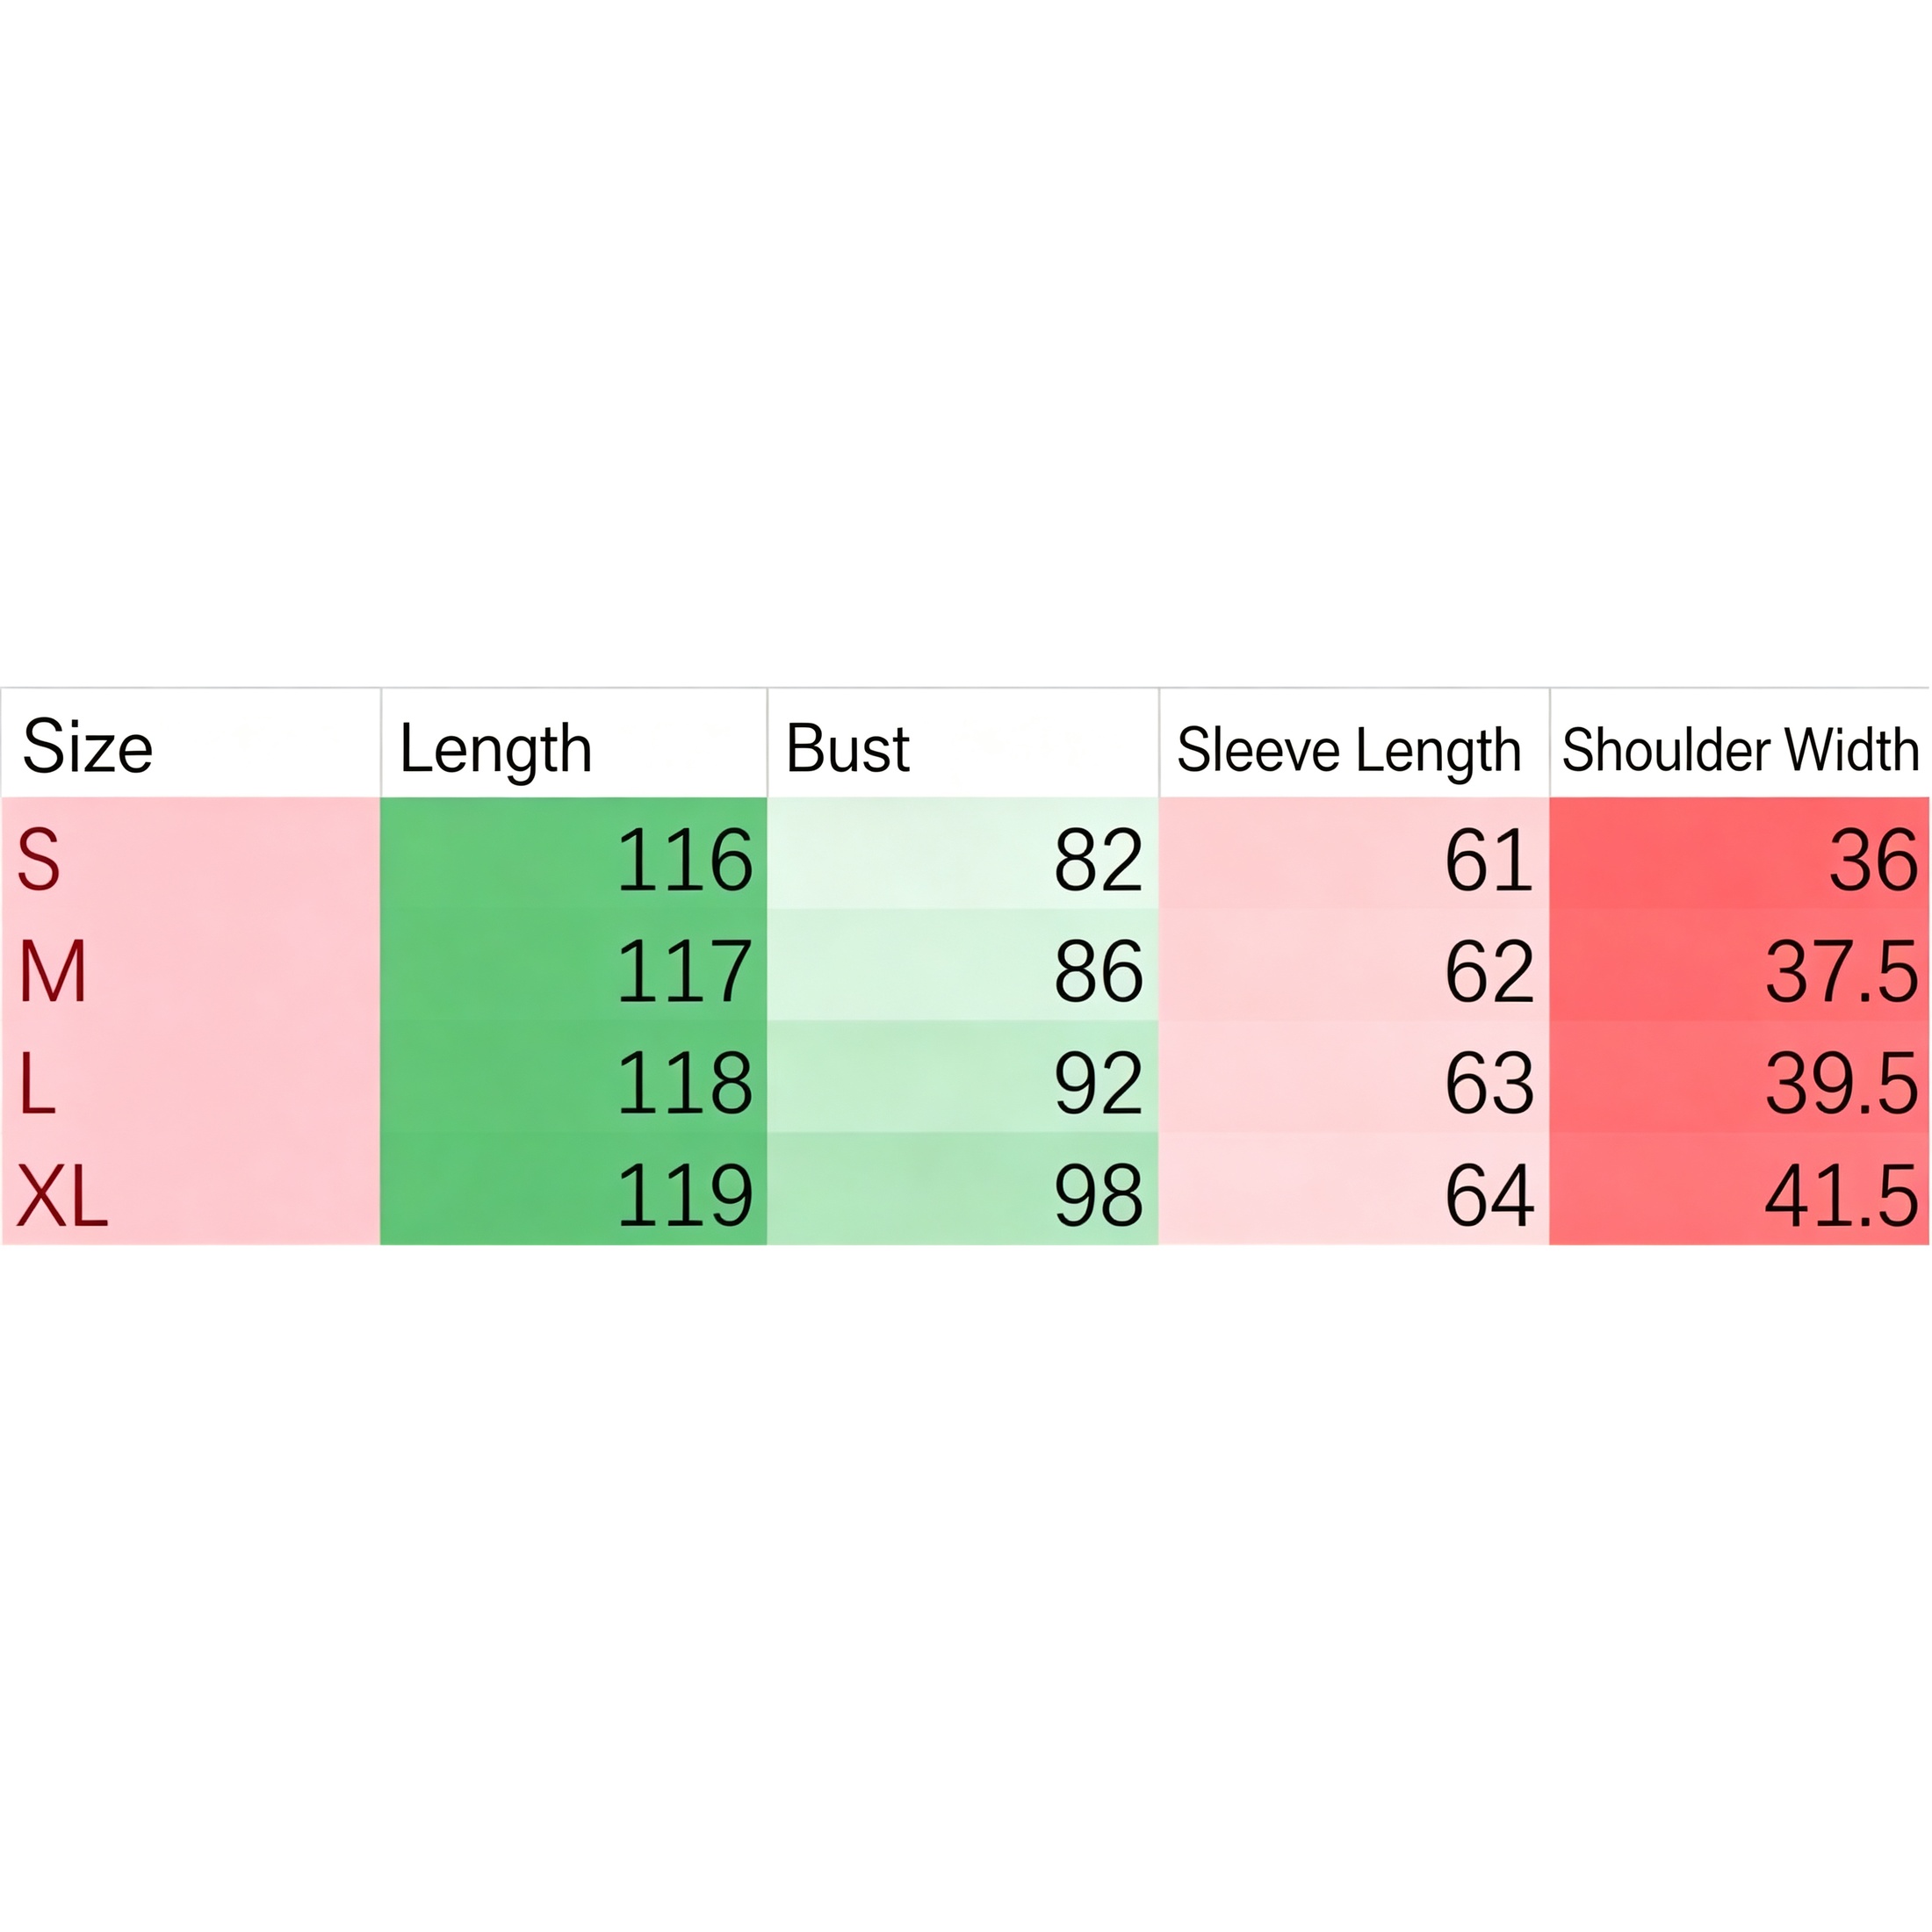 Size Length Bust Sleeve Length Shoulder Width
S 116 82 61 36
M 117 86 62 37.5
L 118 92 63 39.5
XL 119 98 64 41.5